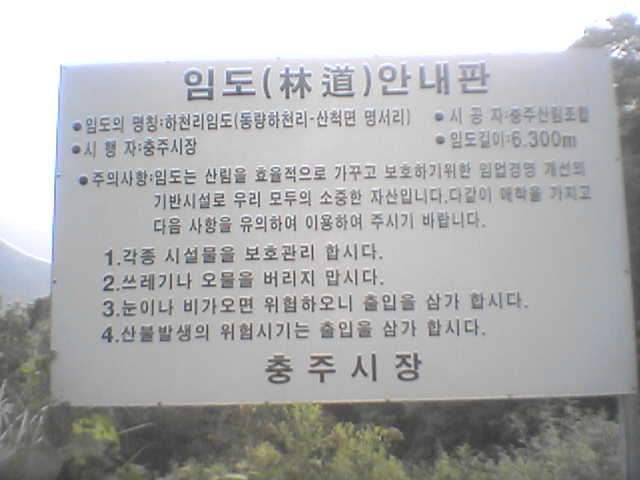 임도(林道)안내판
●임도의 명칭:하천리임도(동량하천리-산척면 명서리)
●시 공 자:충주산림조합
●시 행 자:충주시장
●임도길이:6.300m
●주의사항:임도는 산림을 효율적으로 가꾸고 보호하기위한 임업경영 개선의
기반시설로 우리 모두의 소중한 자산입니다.다같이 애학을 가지고
다음 사항을 유의하여 이용하여 주시기 바랍니다.
1.각종 시설물을 보호관리 합시다.
2.쓰레기나 오물을 버리지 맙시다.
3.눈이나 비가오면 위험하오니 출입을 삼가 합시다.
4.산불발생의 위험시기는 출입을 삼가 합시다.
충주시장